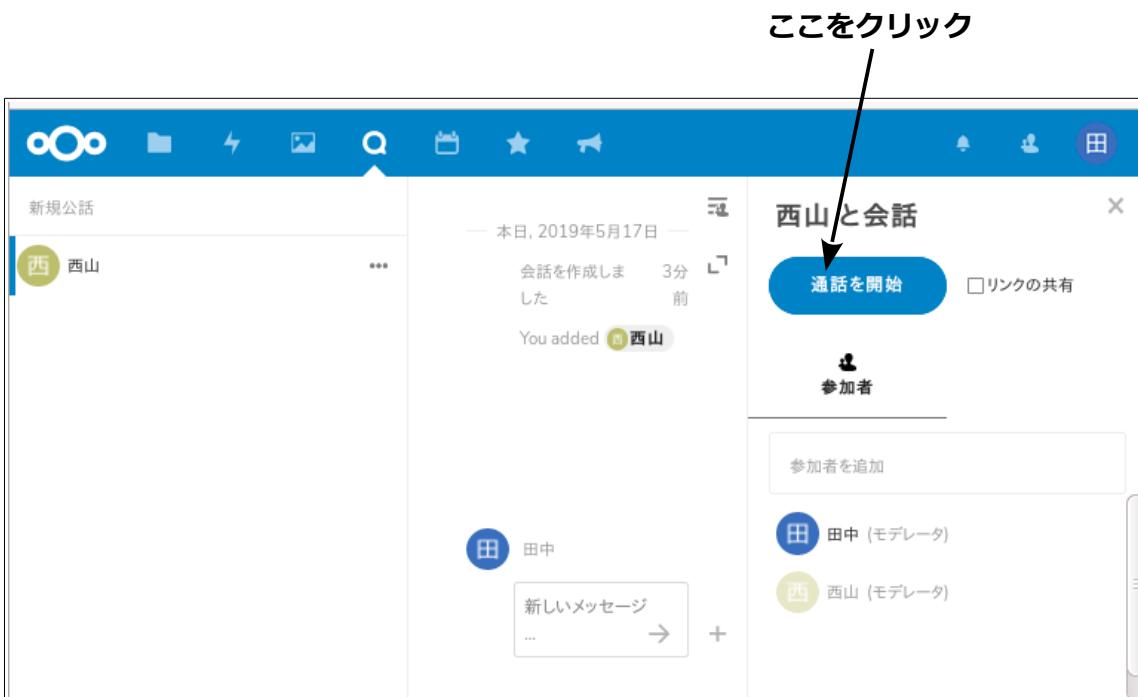 ここをクリック
田
新規公話
西 西山
本日, 2019年5月17日
会話を作成しま 3分
した 前
You added 西 西山
田 田中
新しいメッセージ
...
西山 と会話
通話を開始 リンクの共有
参加者
参加者を追加
田 田中 (モデレータ)
西 西山 (モデレータ)